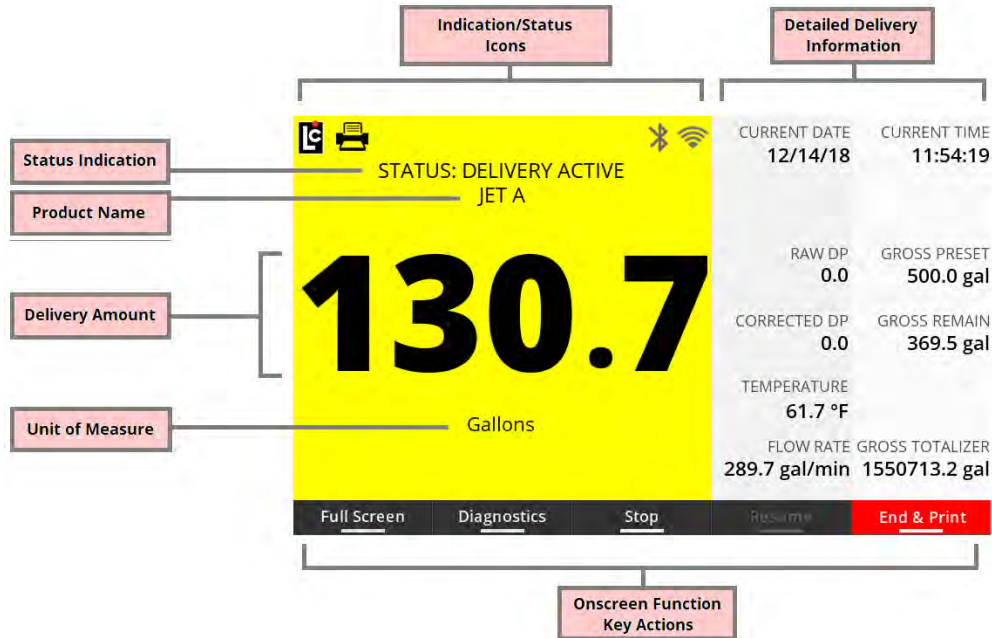 Indication/Status
Icons
Detailed Delivery
Information
Status Indication
Product Name
Delivery Amount
Unit of Measure
LC
STATUS: DELIVERY ACTIVE
JET A
130.7
Gallons
CURRENT DATE
12/14/18
CURRENT TIME
11:54:19
RAW DP
0.0
GROSS PRESET
500.0 gal
CORRECTED DP
0.0
GROSS REMAIN
369.5 gal
TEMPERATURE
61.7 °F
FLOW RATE
289.7 gal/min
GROSS TOTALIZER
1550713.2 gal
Full Screen
Diagnostics
Stop
Resume
End & Print
Onscreen Function
Key Actions